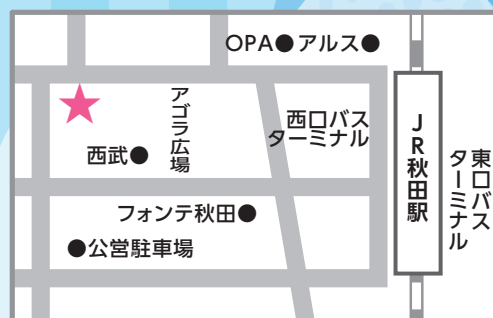 OPA●アルス●
アゴラ広場
西口バス
ターミナル
西武●
JR秋田駅
東口バス
ターミナル
フォンテ秋田●
●公営駐車場